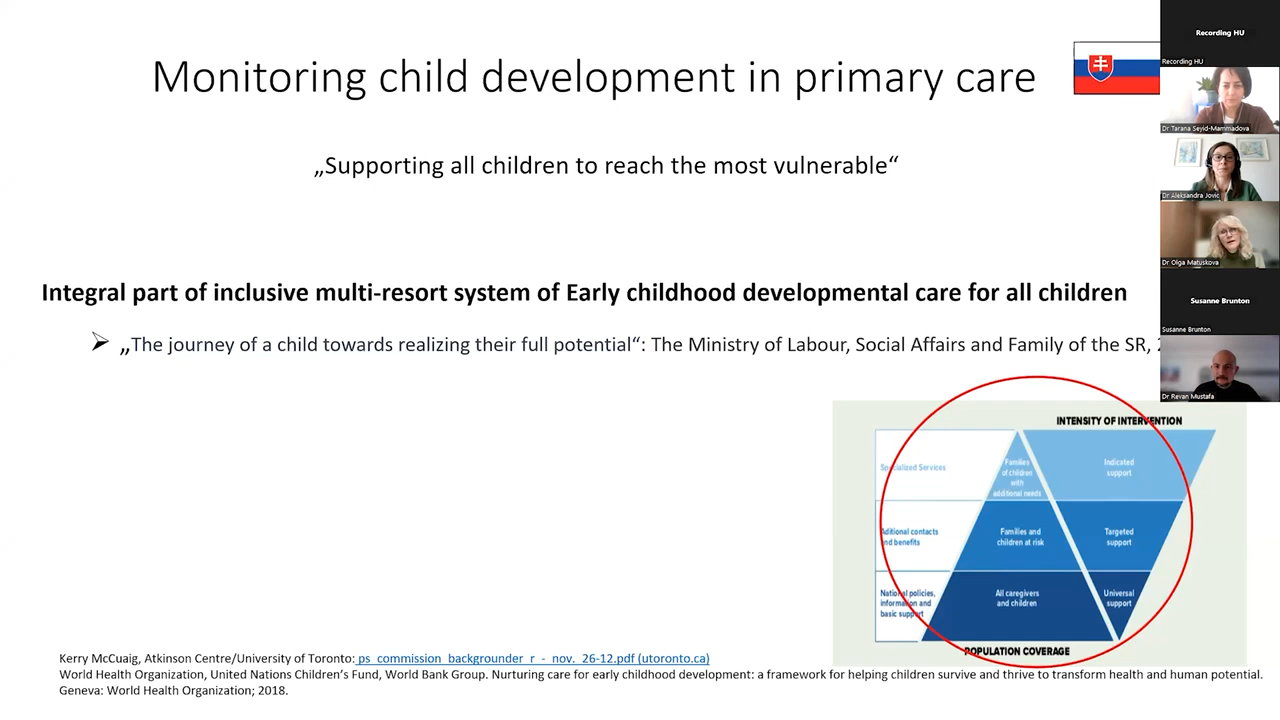 Monitoring child development in primary care
„Supporting all children to reach the most vulnerable“
Integral part of inclusive multi-resort system of Early childhood developmental care for all children
„The journey of a child towards realizing their full potential“: The Ministry of Labour, Social Affairs and Family of the SR,
INTENSITY OF INTERVENTION
Specialized Services
Families
of children
with
additional needs
Indicated
support
Aditional contacts
and benefits
Families and
children at risk
Targeted
support
National policies,
information and
basic support
All caregivers
and children
Universal
support
POPULATION COVERAGE
Kerry McCuaig, Atkinson Centre/University of Toronto: ps_commission_backgrounder_r_-_nov._26-12.pdf (utoronto.ca)
World Health Organization, United Nations Children’s Fund, World Bank Group. Nurturing care for early childhood development: a framework for helping children survive and thrive to transform health and human potential.
Geneva: World Health Organization; 2018.
Recording HU
Recording HU
Dr Tarana Seyid-Mammadova
Dr Aleksandra Jovic
Dr Olga Matuskova
Susanne Brunton
Susanne Brunton
Dr Revan Mustafa